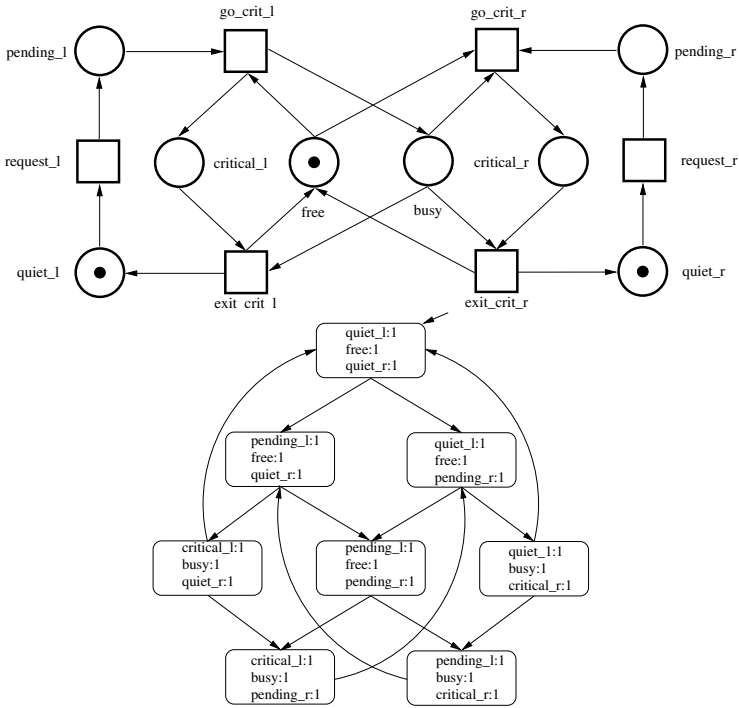 go_crit_l
go_crit_r
pending_l
pending_r
request_l
critical_l
critical_r
request_r
free
busy
quiet_l
quiet_r
exit crit l
exit_crit_r
quiet_l:1
free:1
quiet_r:1
pending_l:1
free:1
quiet_r:1
quiet_l:1
free:1
pending_r:1
critical_l:1
busy:1
quiet_r:1
pending_l:1
free:1
pending_r:1
quiet_l:1
busy:1
critical_r:1
critical_l:1
busy:1
pending_r:1
pending_l:1
busy:1
critical_r:1